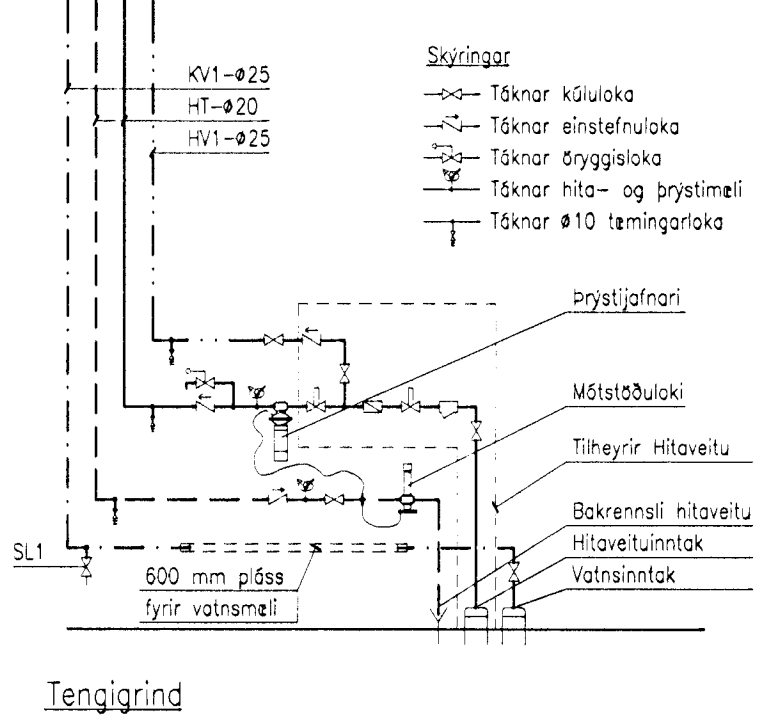 Skýringar
KV1-ø25
HT-ø20
HV1-ø25
Táknar kúluloka
Táknar einstefnuloka
Táknar öryggisloka
Táknar hita- og þrýstimæli
Táknar ø10 tæmingarloka
Þrýstijafnari
Mótstöðuloki
Tilheyrir Hitaveitu
Bakrennsli hitaveitu
Hitaveituinntak
Vatnsinntak
SL1
600 mm pláss
fyrir vatnsmæli
Tengigrind